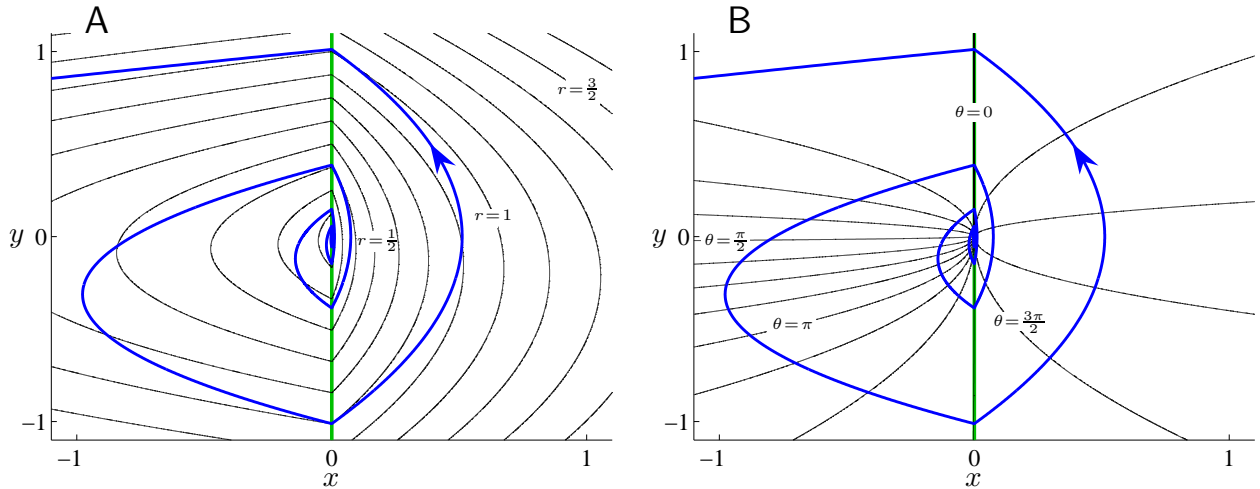 A
1
r = 3/2
r = 1
y 0
r = 1/2
−1
−1 0 1
x
B
1
θ = 0
y 0
θ = π/2
θ = π
θ = 3π/2
−1
−1 0 1
x